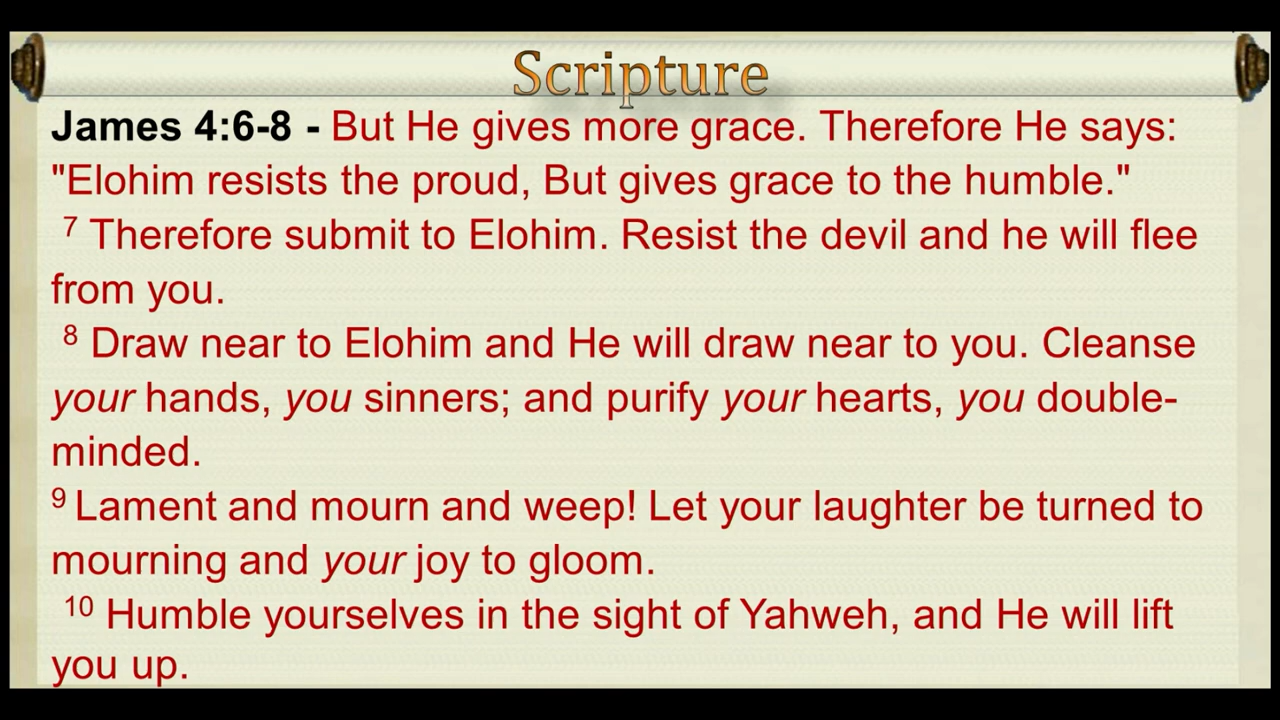 Scripture
James 4:6-8 - But He gives more grace. Therefore He says:
"Elohim resists the proud, But gives grace to the humble."
7 Therefore submit to Elohim. Resist the devil and he will flee
from you.
8 Draw near to Elohim and He will draw near to you. Cleanse
your hands, you sinners; and purify your hearts, you double-
minded.
9 Lament and mourn and weep! Let your laughter be turned to
mourning and your joy to gloom.
10 Humble yourselves in the sight of Yahweh, and He will lift
you up.